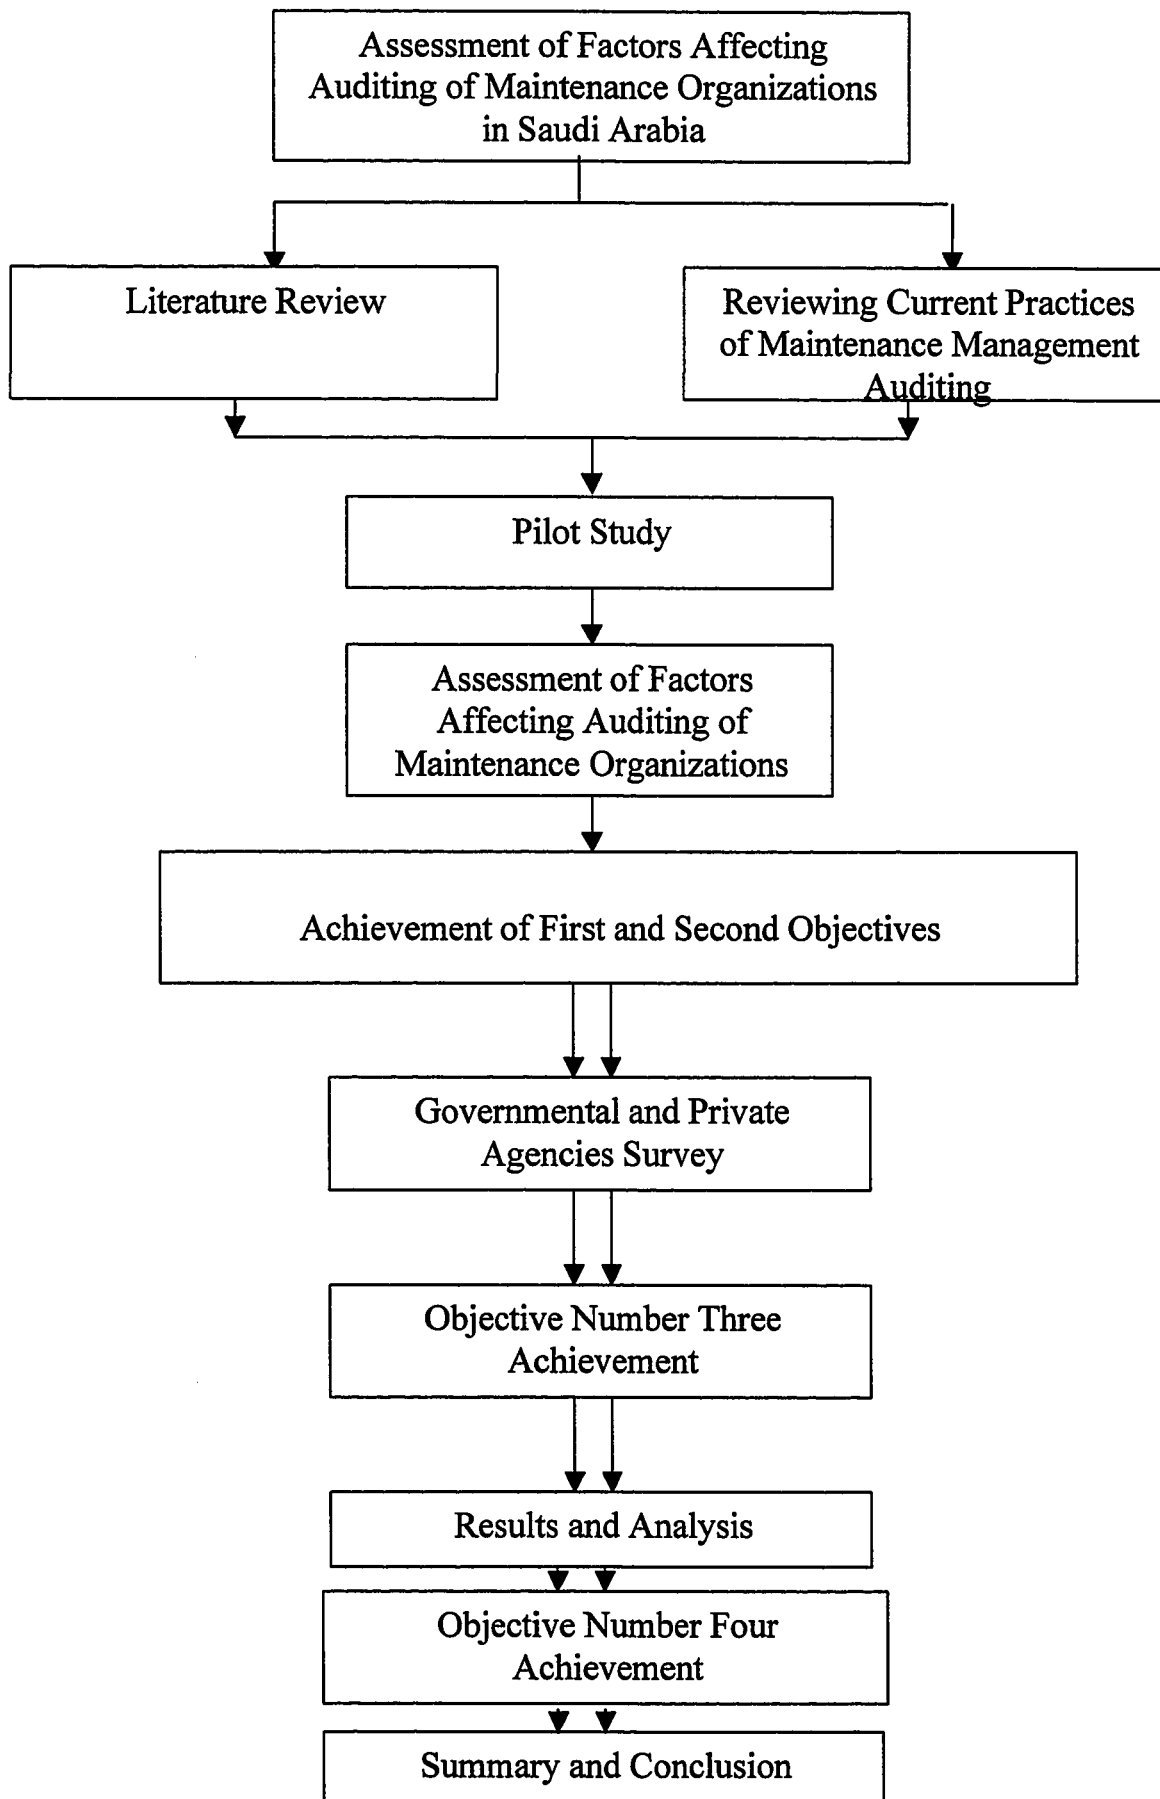 Assessment of Factors Affecting
Auditing of Maintenance Organizations
in Saudi Arabia
Literature Review
Reviewing Current Practices
of Maintenance Management
Auditing
Pilot Study
Assessment of Factors
Affecting Auditing of
Maintenance Organizations
Achievement of First and Second Objectives
Governmental and Private
Agencies Survey
Objective Number Three
Achievement
Results and Analysis
Objective Number Four
Achievement
Summary and Conclusion